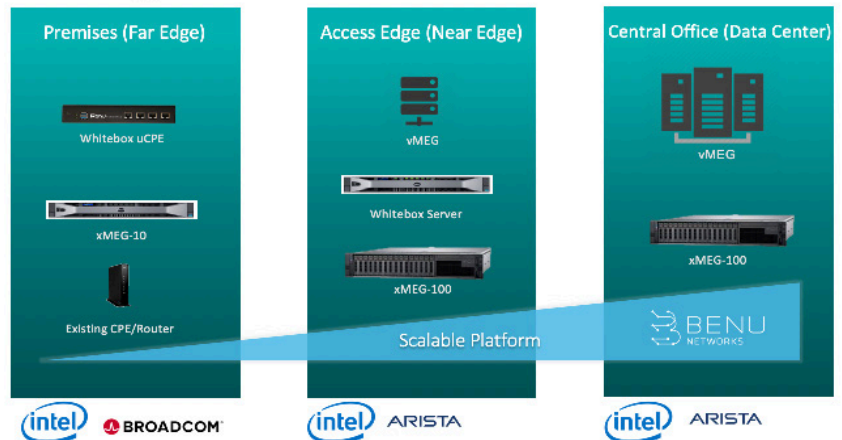 Premises (Far Edge)
Benu
Whitebox uCPE
xMEG-10
Existing CPE/Router
intel
BROADCOM
Access Edge (Near Edge)
vMEG
Whitebox Server
xMEG-100
Scalable Platform
intel
ARISTA
Central Office (Data Center)
vMEG
xMEG-100
BENU
NETWORKS
intel
ARISTA